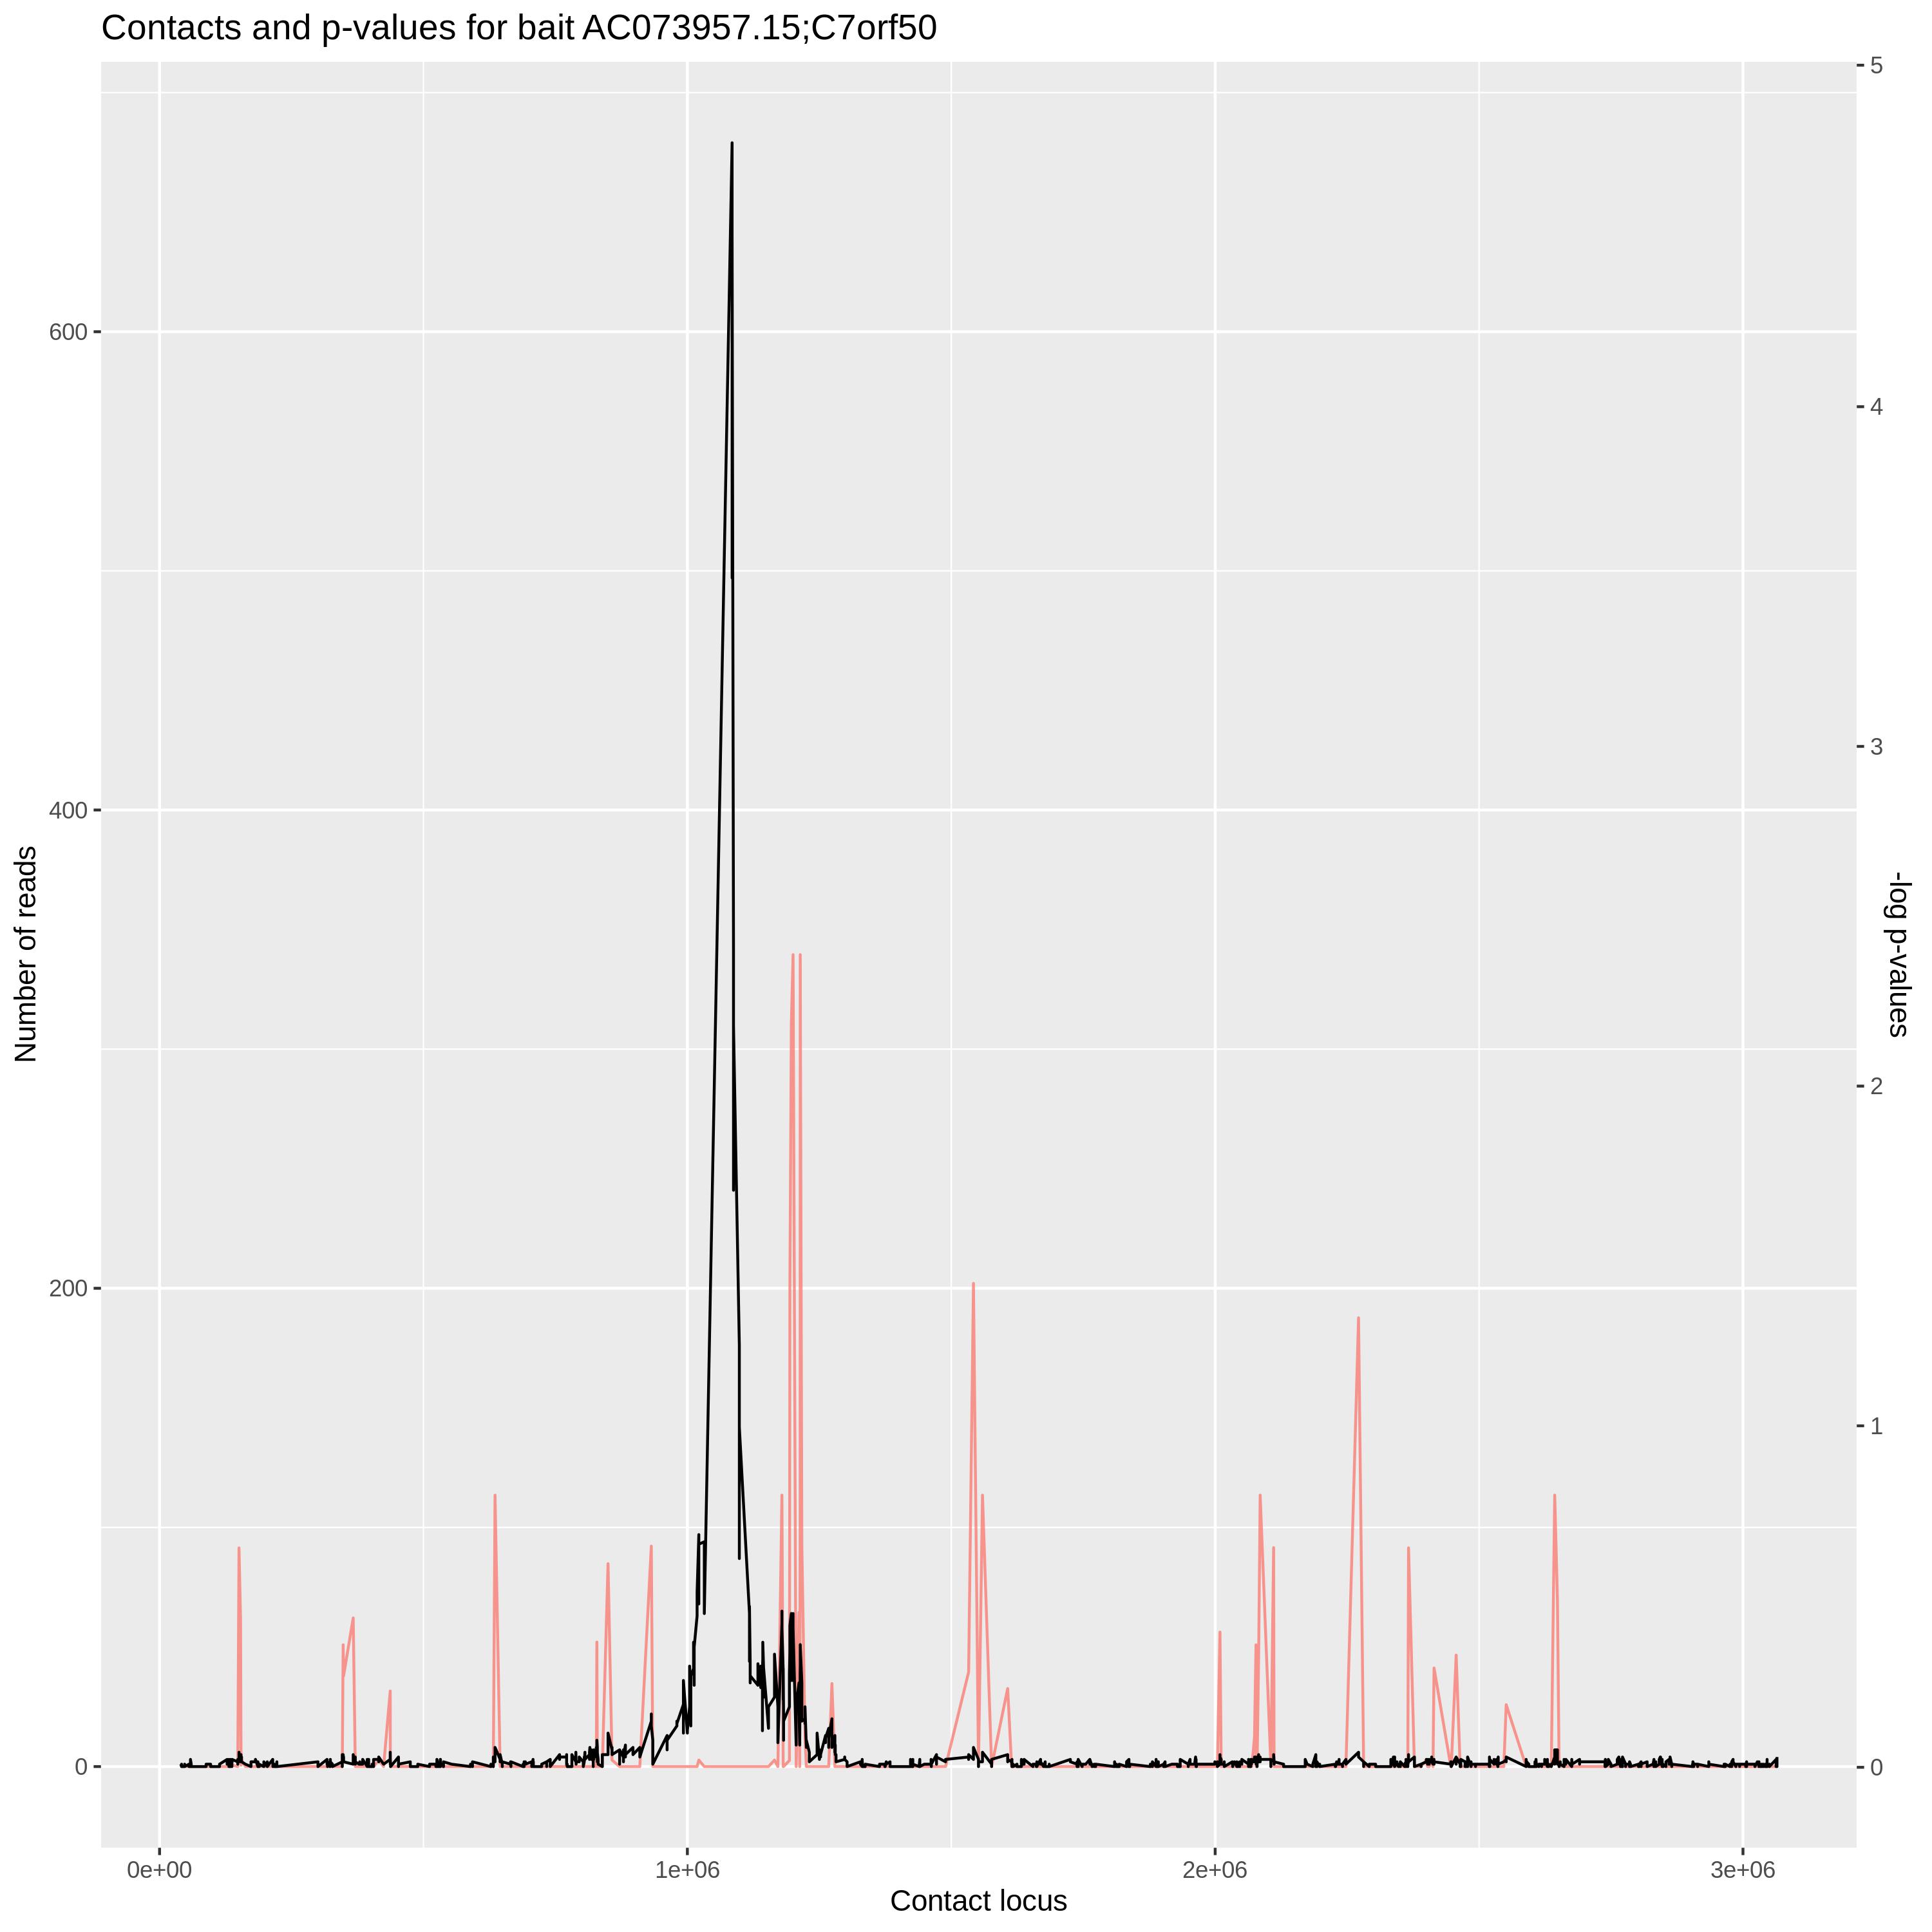 Contacts and p-values for bait AC073957.15;C7orf50
Number of reads
600
400
200
0
5
4
3
2
1
0
-log p-values
0e+00
1e+06
2e+06
3e+06
Contact locus